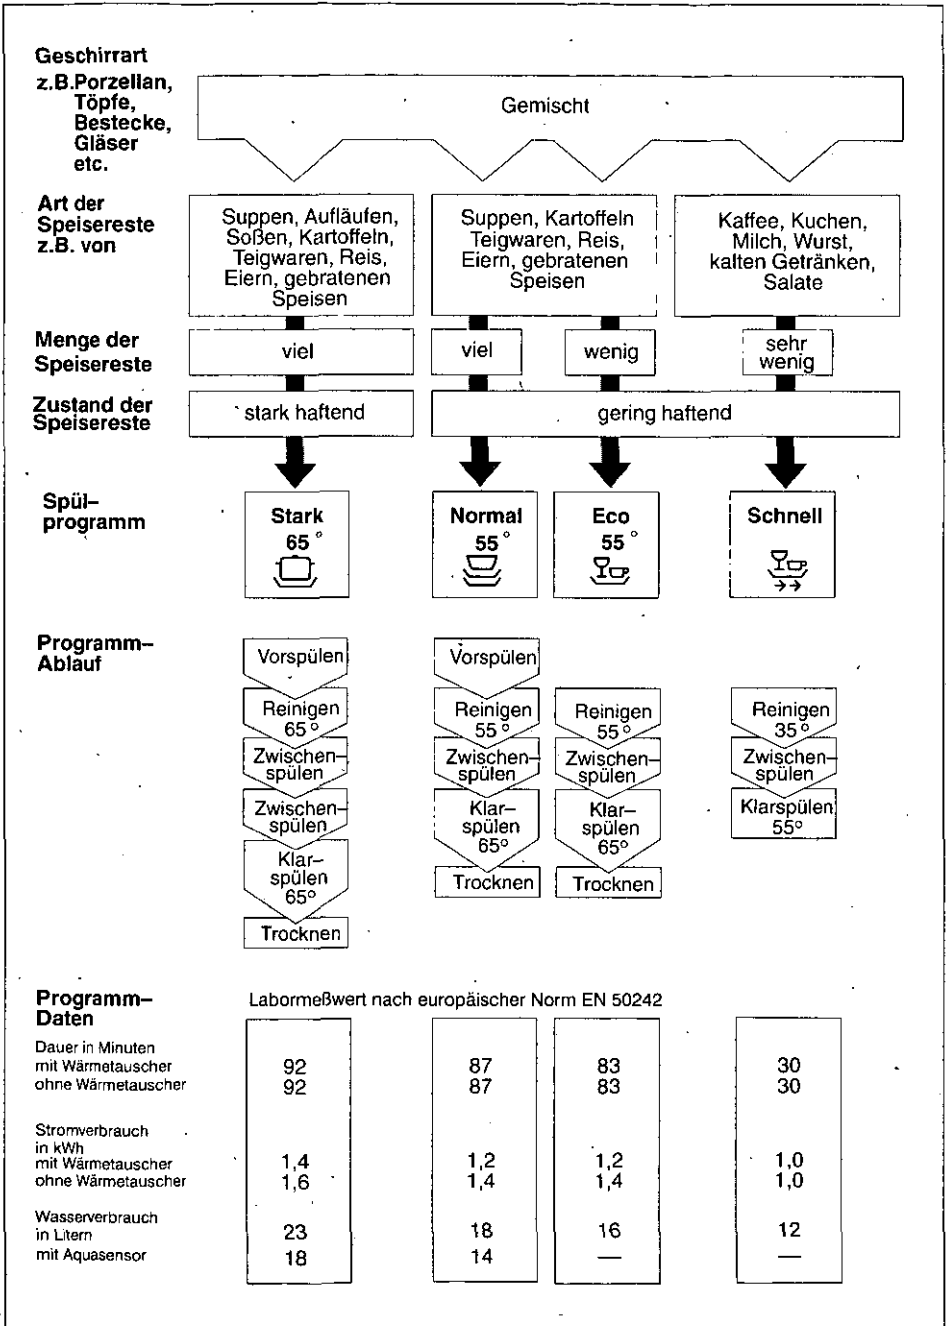 Geschirrart
z.B.Porzellan,
Töpfe,
Bestecke,
Gläser
etc.
Gemischt
Art der
Speisereste
z.B. von
Suppen, Aufläufen,
Soßen, Kartoffeln,
Teigwaren, Reis,
Eiern, gebratenen
Speisen
Suppen, Kartoffeln
Teigwaren, Reis,
Eiern, gebratenen
Speisen
Kaffee, Kuchen,
Milch, Wurst,
kalten Getränken,
Salate
Menge der
Speisereste
viel
viel
wenig
sehr
wenig
Zustand der
Speisereste
stark haftend
gering haftend
Spül–
programm
Stark
65°
Normal
55°
Eco
55°
Schnell
Programm–
Ablauf
Vorspülen
Reinigen
65°
Zwischen–
spülen
Zwischen–
spülen
Klar–
spülen
65°
Trocknen
Vorspülen
Reinigen
55°
Zwischen–
spülen
Klar–
spülen
65°
Trocknen
Reinigen
55°
Zwischen–
spülen
Klar–
spülen
65°
Trocknen
Reinigen
35°
Zwischen–
spülen
Klarspülen
55°
Programm–
Daten
Labormeßwert nach europäischer Norm EN 50242
Dauer in Minuten
mit Wärmetauscher 92 87 83 30
ohne Wärmetauscher 92 87 83 30
Stromverbrauch
in kWh
mit Wärmetauscher 1,4 1,2 1,2 1,0
ohne Wärmetauscher 1,6 1,4 1,4 1,0
Wasserverbrauch
in Litern 23 18 16 12
mit Aquasensor 18 14 — —